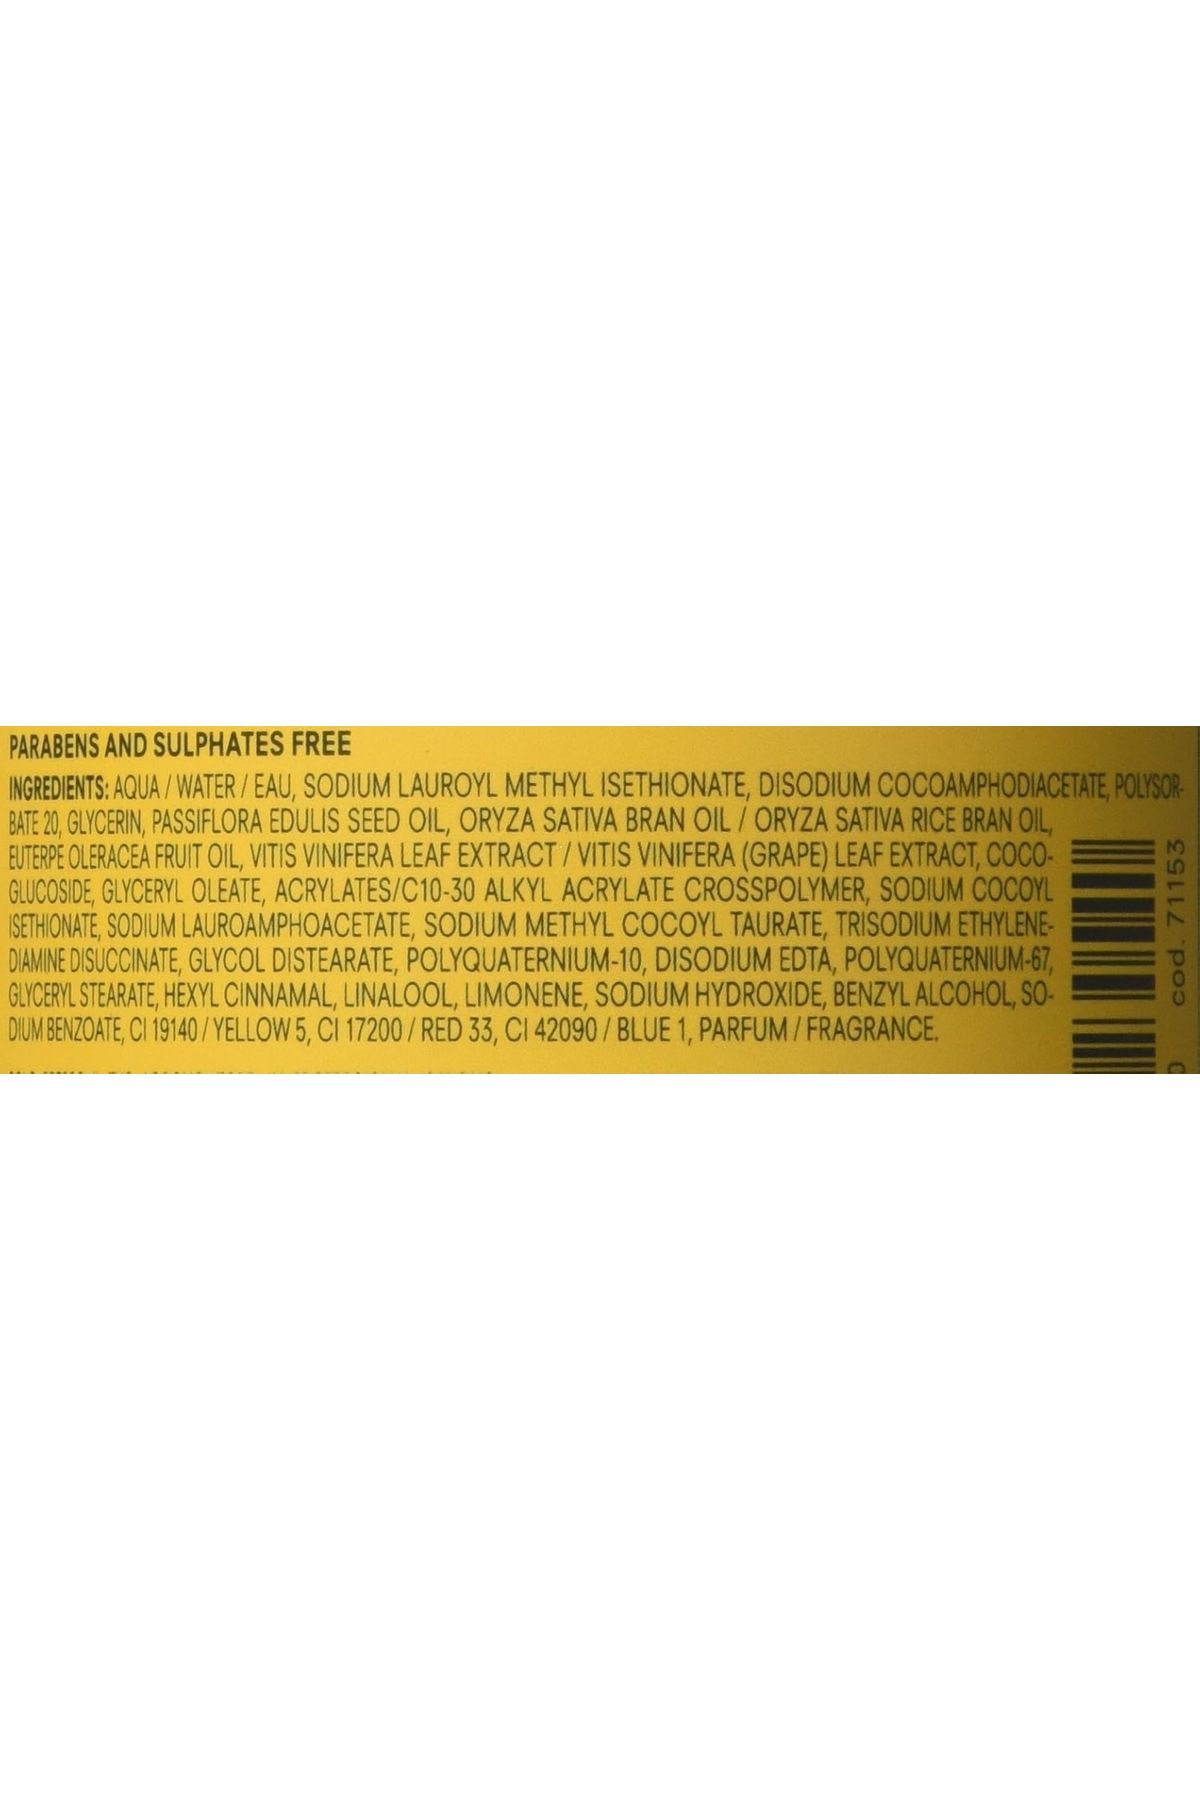 PARABENS AND SULPHATES FREE
INGREDIENTS: AQUA / WATER / EAU, SODIUM LAUROYL METHYL ISETHIONATE, DISODIUM COCOAMPHODIACETATE, POLYSOR-
BATE 20, GLYCERIN, PASSIFLORA EDULIS SEED OIL, ORYZA SATIVA BRAN OIL / ORYZA SATIVA RICE BRAN OIL,
EUTERPE OLERACEA FRUIT OIL, VITIS VINIFERA LEAF EXTRACT / VITIS VINIFERA (GRAPE) LEAF EXTRACT, COCO-
GLUCOSIDE, GLYCERYL OLEATE, ACRYLATES/C10-30 ALKYL ACRYLATE CROSSPOLYMER, SODIUM COCOYL
ISETHIONATE, SODIUM LAUROAMPHOACETATE, SODIUM METHYL COCOYL TAURATE, TRISODIUM ETHYLENE-
DIAMINE DISUCCINATE, GLYCOL DISTEARATE, POLYQUATERNIUM-10, DISODIUM EDTA, POLYQUATERNIUM-67,
GLYCERYL STEARATE, HEXYL CINNAMAL, LINALOOL, LIMONENE, SODIUM HYDROXIDE, BENZYL ALCOHOL, SO-
DIUM BENZOATE, CI 19140 / YELLOW 5, CI 17200 / RED 33, CI 42090 / BLUE 1, PARFUM / FRAGRANCE.
cod. 71153